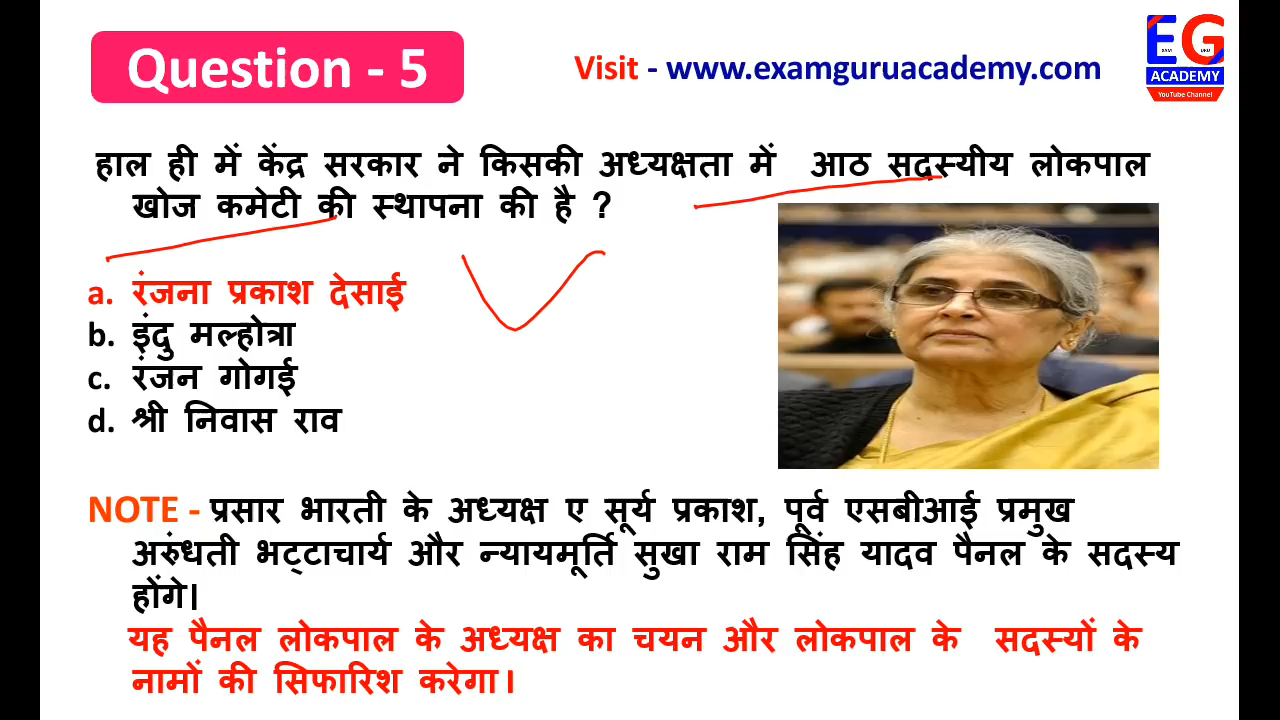 Question - 5
Visit - www.examguruacademy.com
EG
EXAM GURU
ACADEMY
YouTube Channel
हाल ही में केंद्र सरकार ने किसकी अध्यक्षता में आठ सदस्यीय लोकपाल
खोज कमेटी की स्थापना की है ?
a. रंजना प्रकाश देसाई
b. इंदु मल्होत्रा
c. रंजन गोगई
d. श्री निवास राव
NOTE - प्रसार भारती के अध्यक्ष ए सूर्य प्रकाश, पूर्व एसबीआई प्रमुख
अरुंधती भट्टाचार्य और न्यायमूर्ति सुखा राम सिंह यादव पैनल के सदस्य
होंगे।
यह पैनल लोकपाल के अध्यक्ष का चयन और लोकपाल के सदस्यों के
नामों की सिफारिश करेगा।